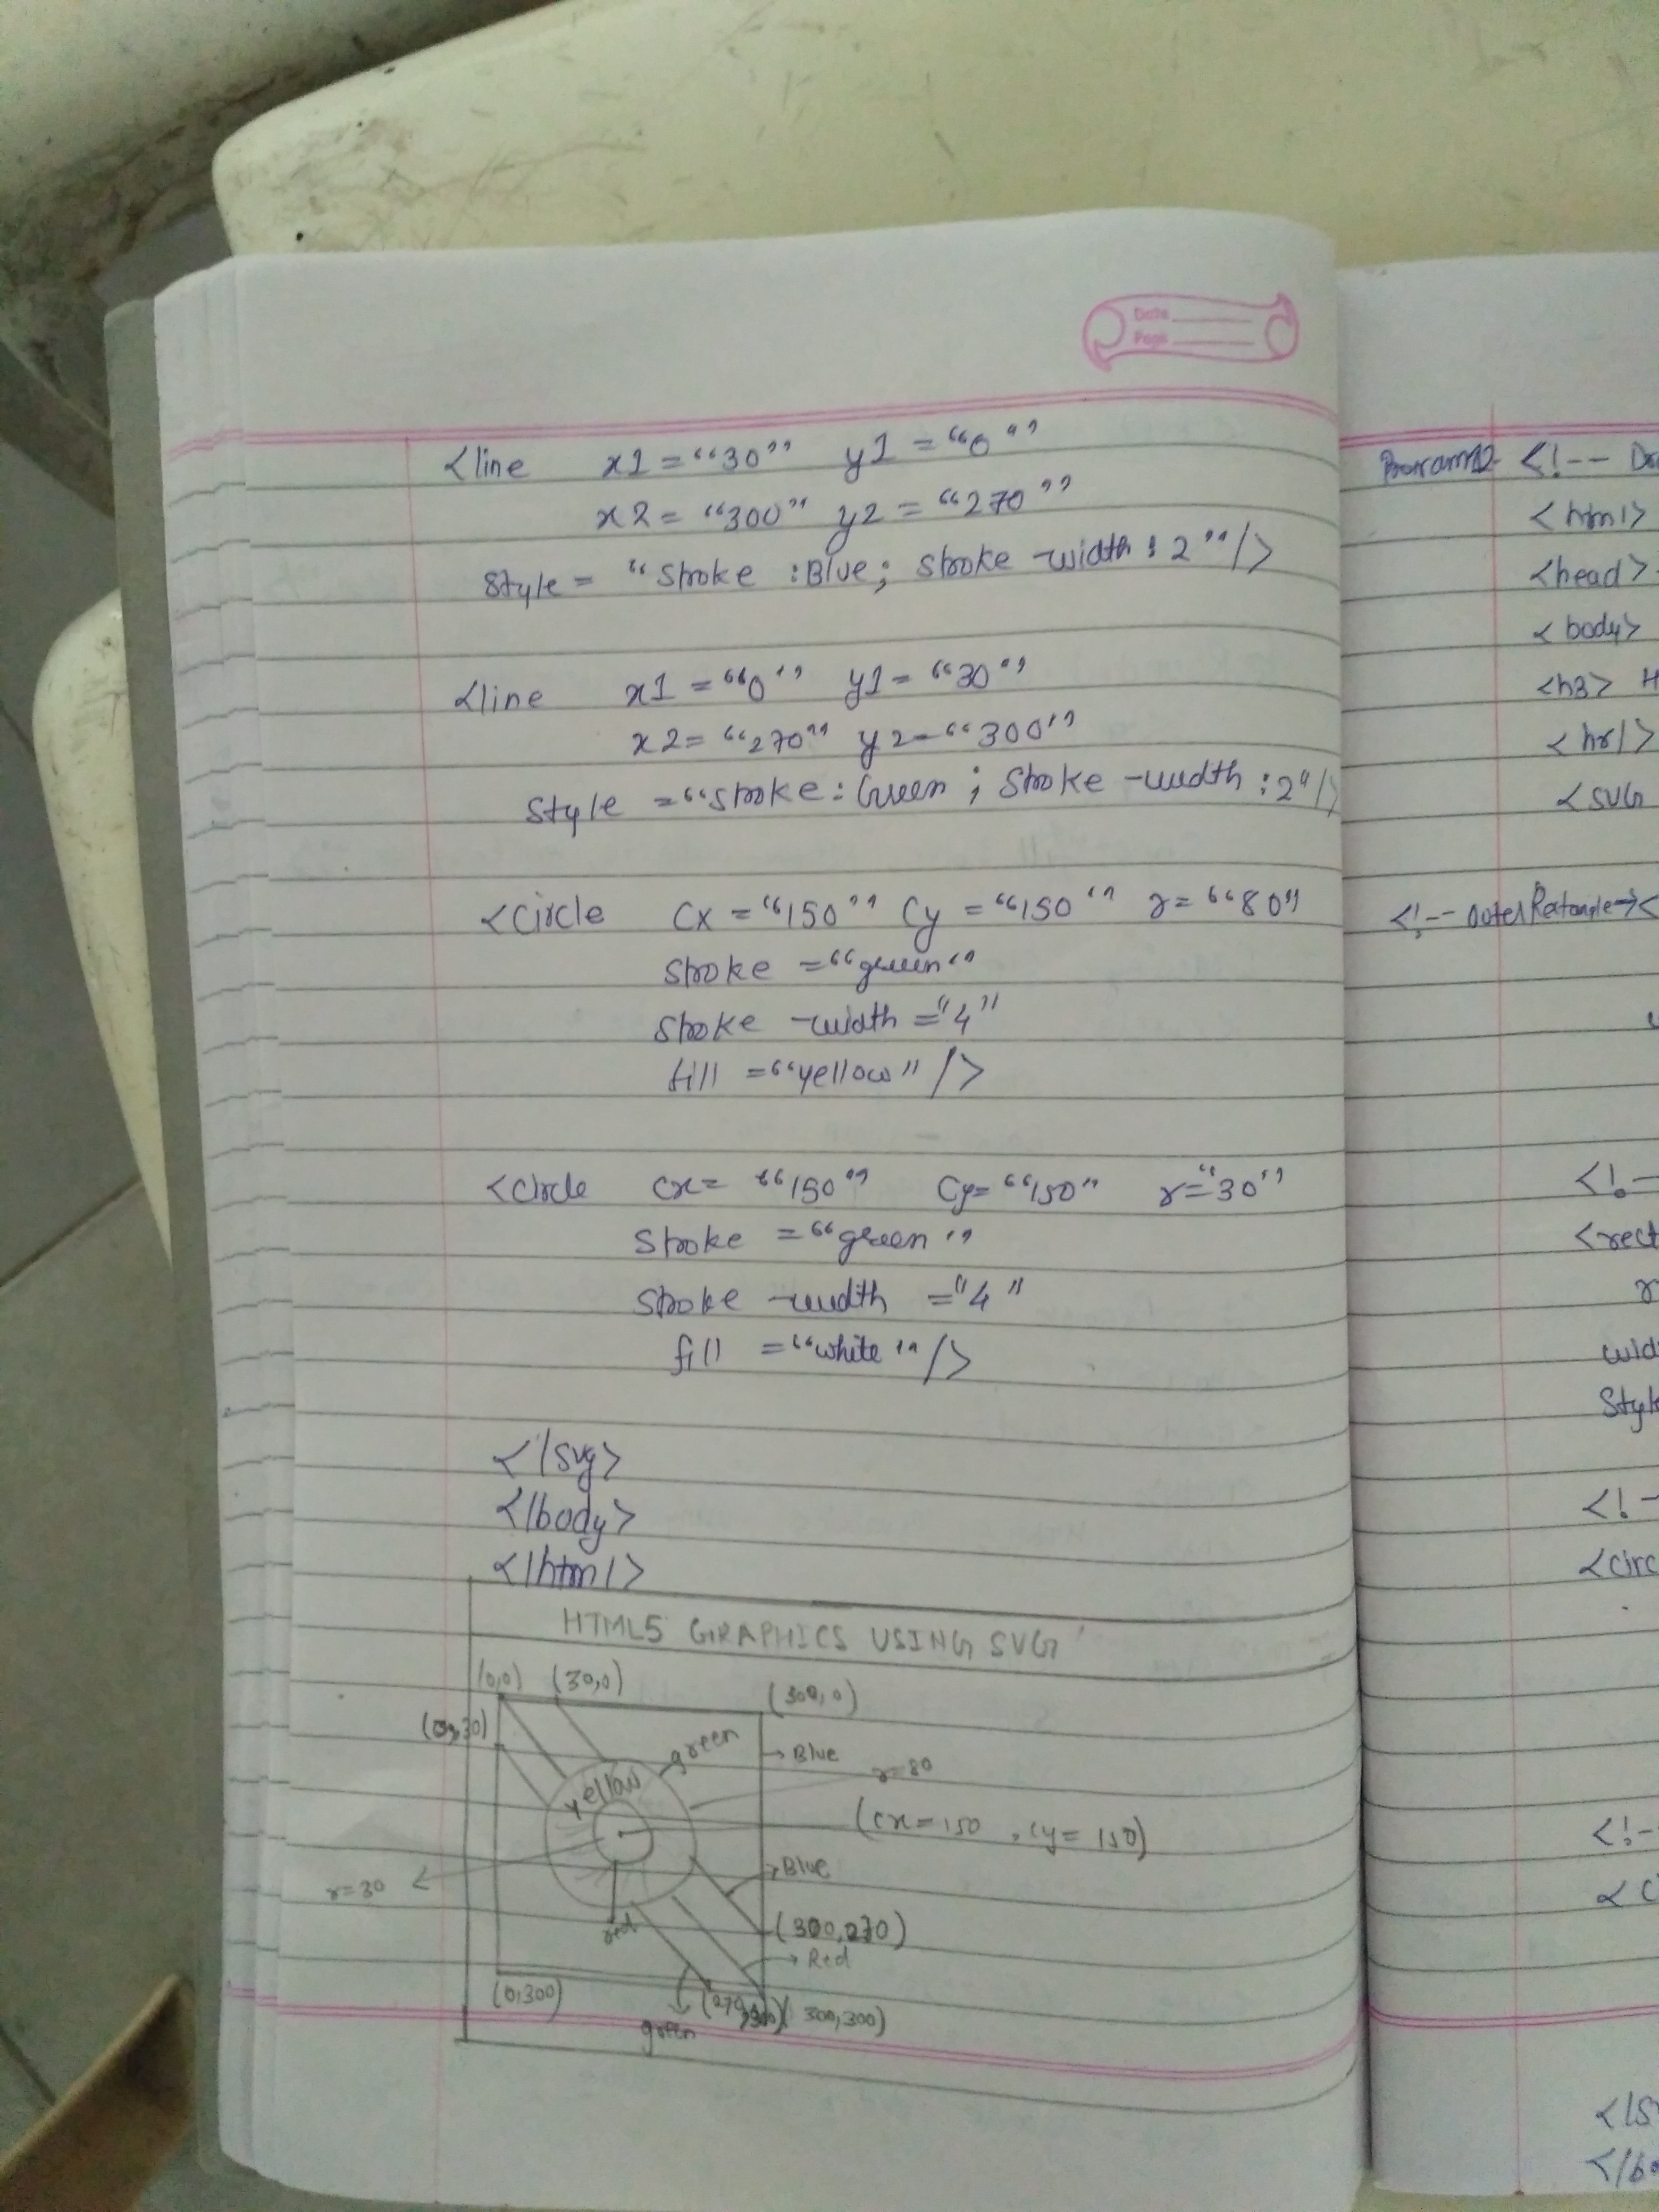 Date
Page
<line x1 = "30" y1 = "0"
x2 = "300" y2 = "270"
Style = "Stroke : Blue; Stroke -width : 2"/>
<line x1 = "0" y1 = "30"
x2 = "270" y2 = "300"
Style = "Stroke : Green ; Stroke -width : 2"/>
<circle cx = "150" cy = "150" r = "80"
Stroke = "green"
Stroke -width = "4"
fill = "yellow" />
<circle cx = "150" cy = "150" r = "30"
Stroke = "green"
Stroke -width = "4"
fill = "white" />
</svg>
</body>
</html>
HTML5 GRAPHICS USING SVG
(0,0) (30,0) (300,0)
(0,30) green
Blue
yellow r=80
(cx=150 , cy=150)
Blue
r=30
red (300,270)
Red
(0,300) (270,300) (300,300)
green
<!--
<html>
<head>
<body>
<h3> H
<hr/>
<SVG
<!-- outer Rectangle--> <
<!--
<rect
r
wid
Style
<!-
<circ
<!-
< C
</S
</bo